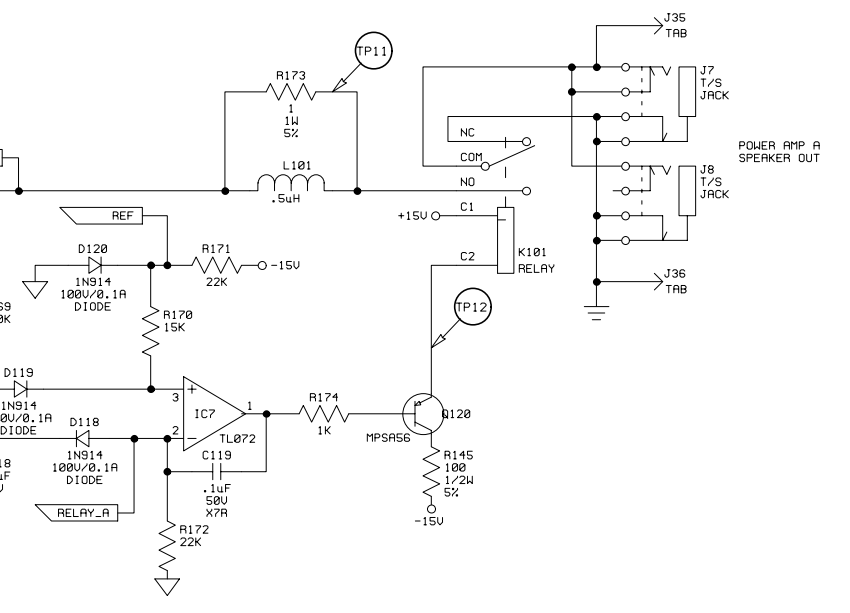 J35
TAB
TP11
R173
1
1W
5%
J7
T/S
JACK
NC
COM
NO
POWER AMP A
SPEAKER OUT
L101
.5uH
J8
T/S
JACK
REF
+15V
C1
C2
K101
RELAY
D120
1N914
100V/0.1A
DIODE
R171
22K
-15V
J36
TAB
R170
15K
TP12
D119
1N914
0V/0.1A
DIODE
3
+
IC7
1
TL072
2
-
R174
1K
Q120
MPSA56
D118
1N914
100V/0.1A
DIODE
C119
.1uF
50V
X7R
R145
100
1/2W
5%
-15V
RELAY_A
R172
22K